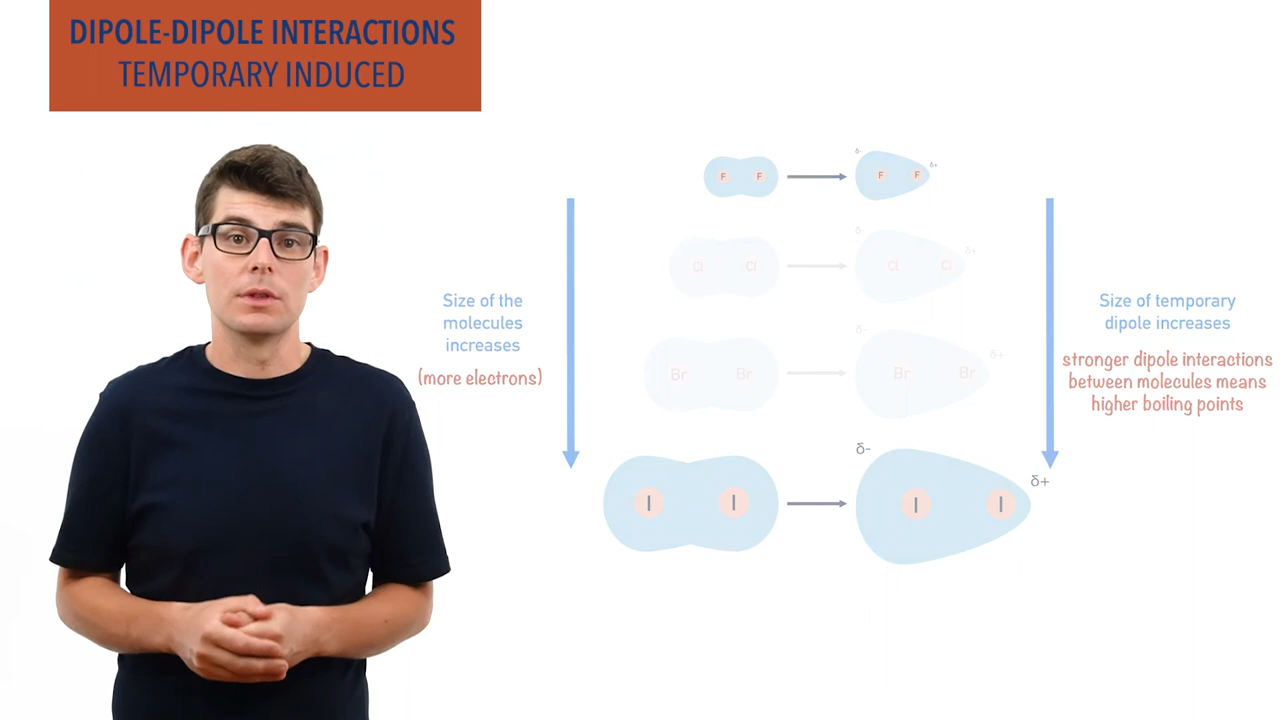 DIPOLE-DIPOLE INTERACTIONS
TEMPORARY INDUCED
F F
δ-
F F
δ+
Cl Cl
δ-
Cl Cl
δ+
Br Br
δ-
Br Br
δ+
I I
δ-
I I
δ+
Size of the
molecules
increases
(more electrons)
Size of temporary
dipole increases
stronger dipole interactions
between molecules means
higher boiling points